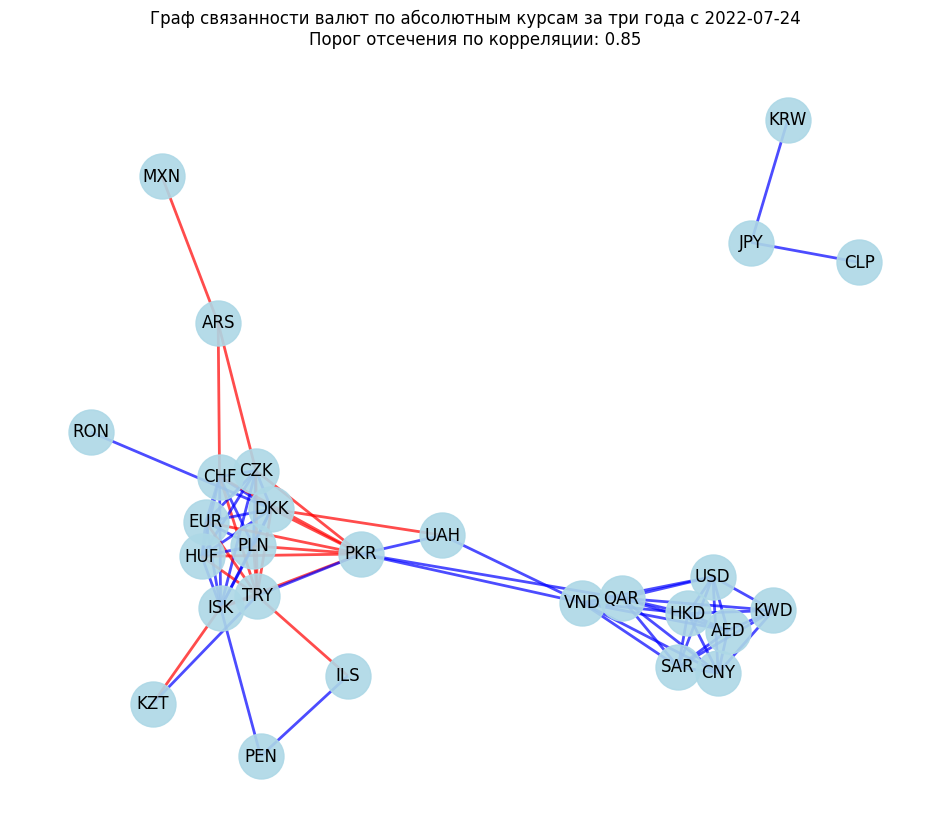 Граф связанности валют по абсолютным курсам за три года с 2022-07-24
Порог отсечения по корреляции: 0.85
KRW
MXN
JPY
CLP
ARS
RON
CHF
CZK
DKK
EUR
PLN
HUF
PKR
UAH
TRY
ISK
USD
VND
QAR
HKD
KWD
AED
SAR
CNY
ILS
KZT
PEN